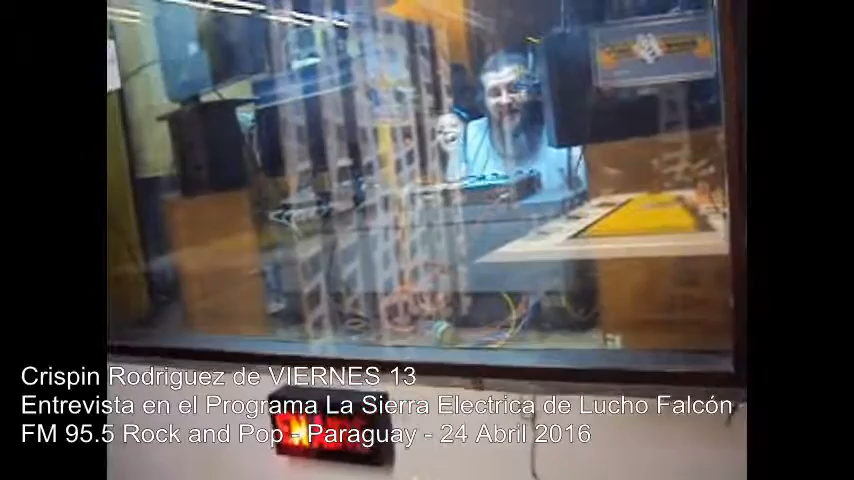 Crispin Rodriguez de VIERNES 13
Entrevista en el Programa La Sierra Electrica de Lucho Falcón
FM 95.5 Rock and Pop - Paraguay - 24 Abril 2016